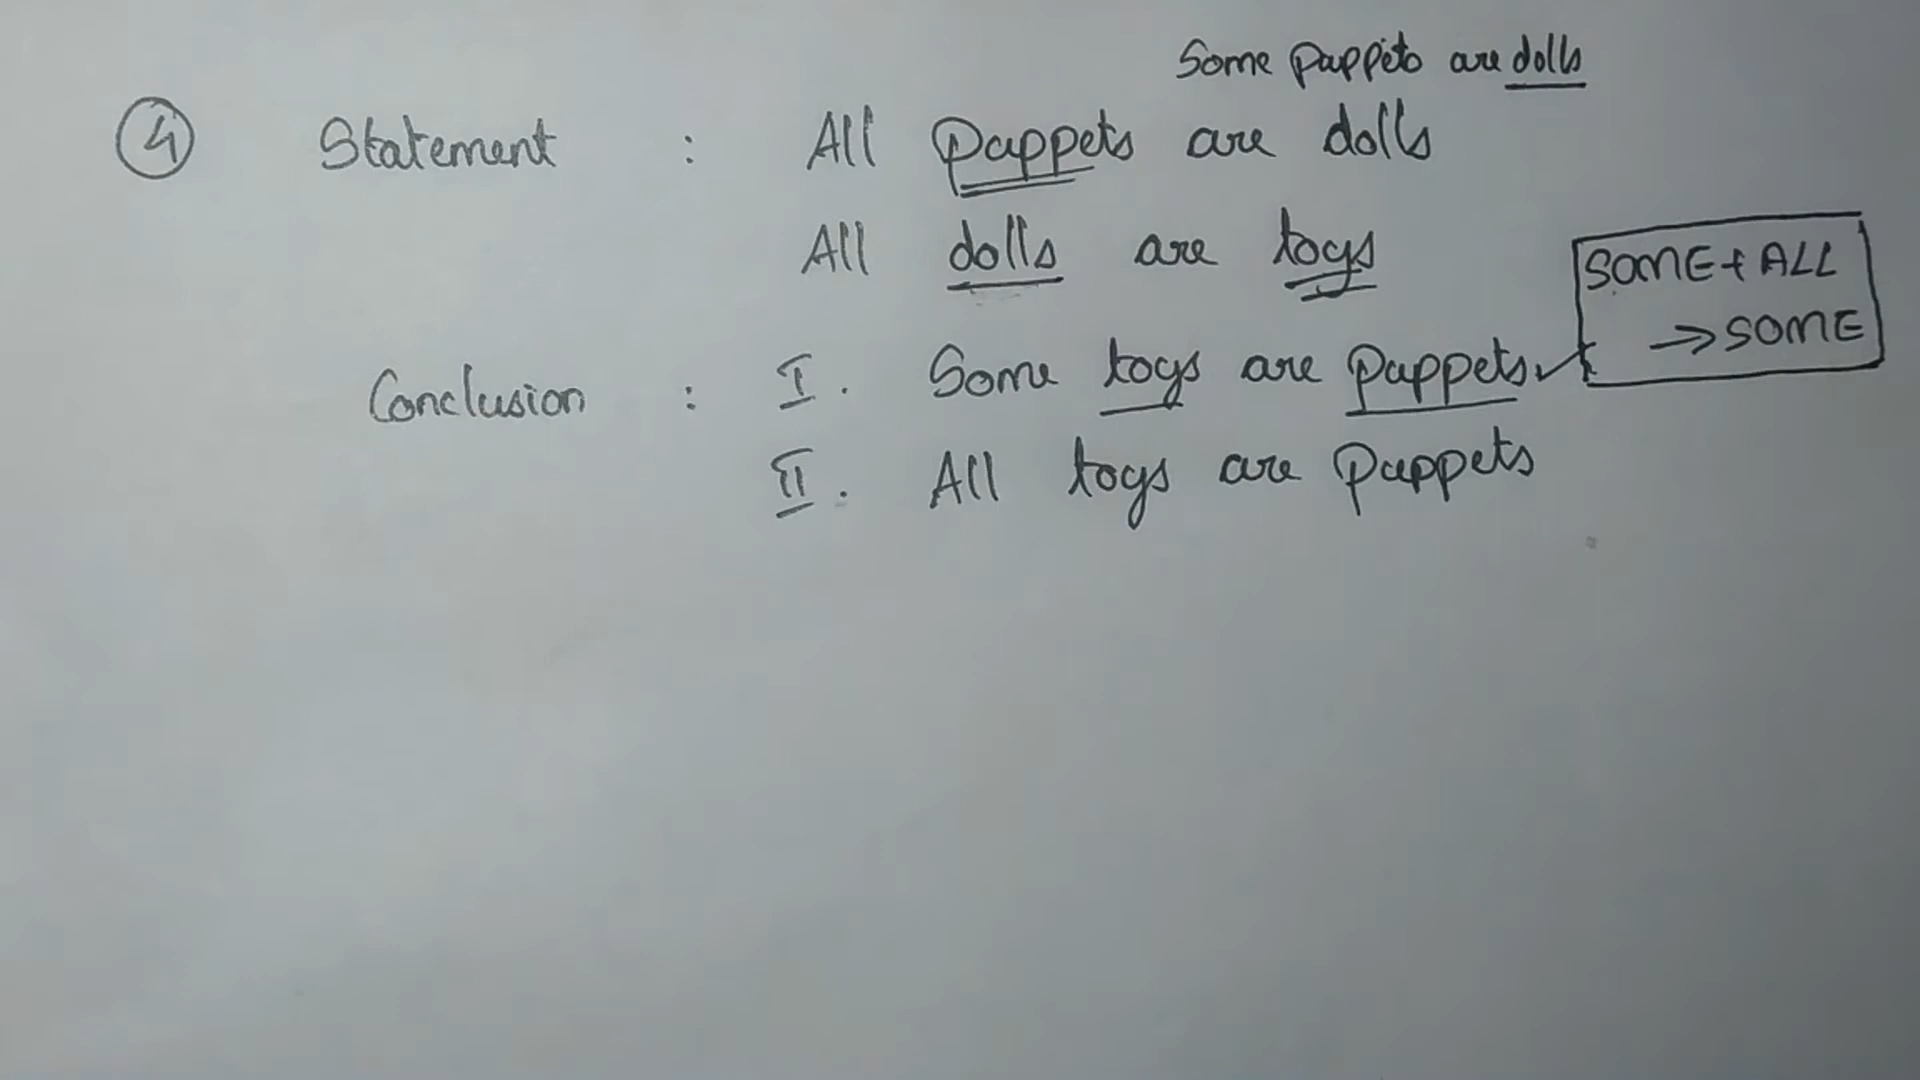 Some puppets are dolls
4 Statement : All puppets are dolls
All dolls are toys
SOME + ALL
→ SOME
Conclusion : I. Some toys are puppets ✓
II. All toys are puppets